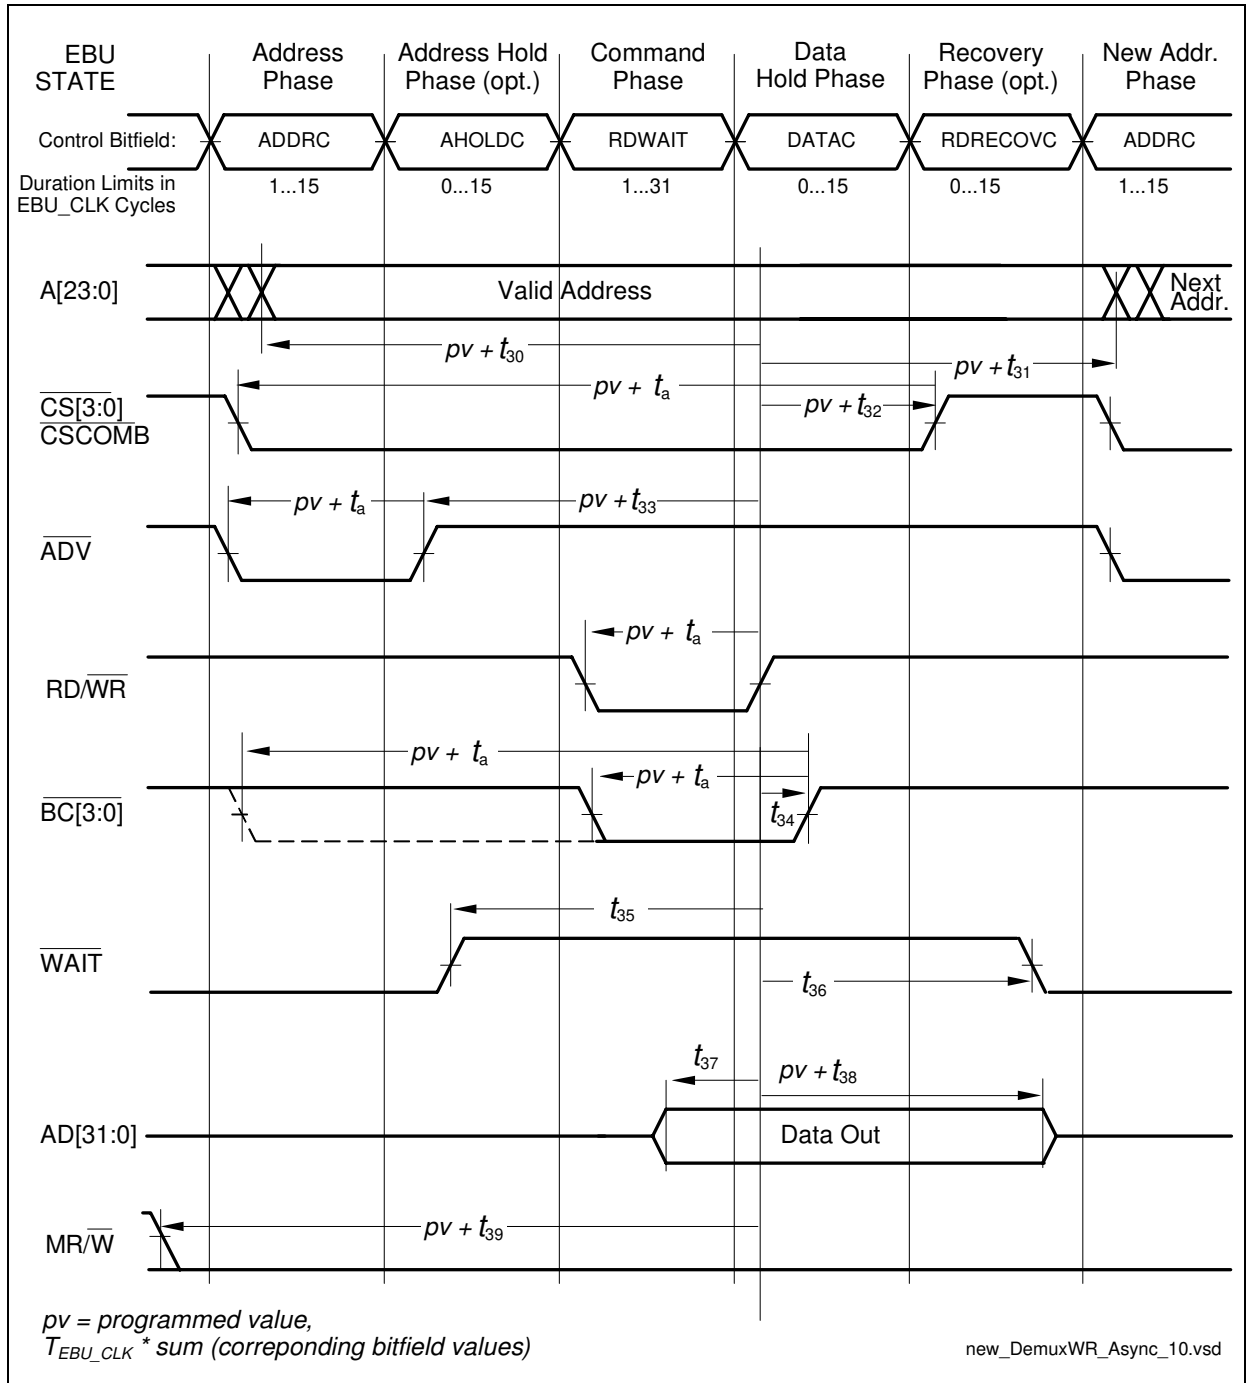 EBU STATE
Address Phase
Address Hold Phase (opt.)
Command Phase
Data Hold Phase
Recovery Phase (opt.)
New Addr. Phase
Control Bitfield: ADDRC AHOLDC RDWAIT DATAC RDRECOVC ADDRC
Duration Limits in
EBU_CLK Cycles
1...15 0...15 1...31 0...15 0...15 1...15
A[23:0] Valid Address Next Addr.
pv + t30
pv + t31
pv + ta
pv + t32
CS[3:0]
CSCOMB
pv + ta pv + t33
ADV
pv + ta
RD/WR
pv + ta
pv + ta
BC[3:0]
t34
t35
WAIT
t36
t37
pv + t38
AD[31:0] Data Out
MR/W pv + t39
pv = programmed value,
TEBU_CLK * sum (correponding bitfield values)
new_DemuxWR_Async_10.vsd